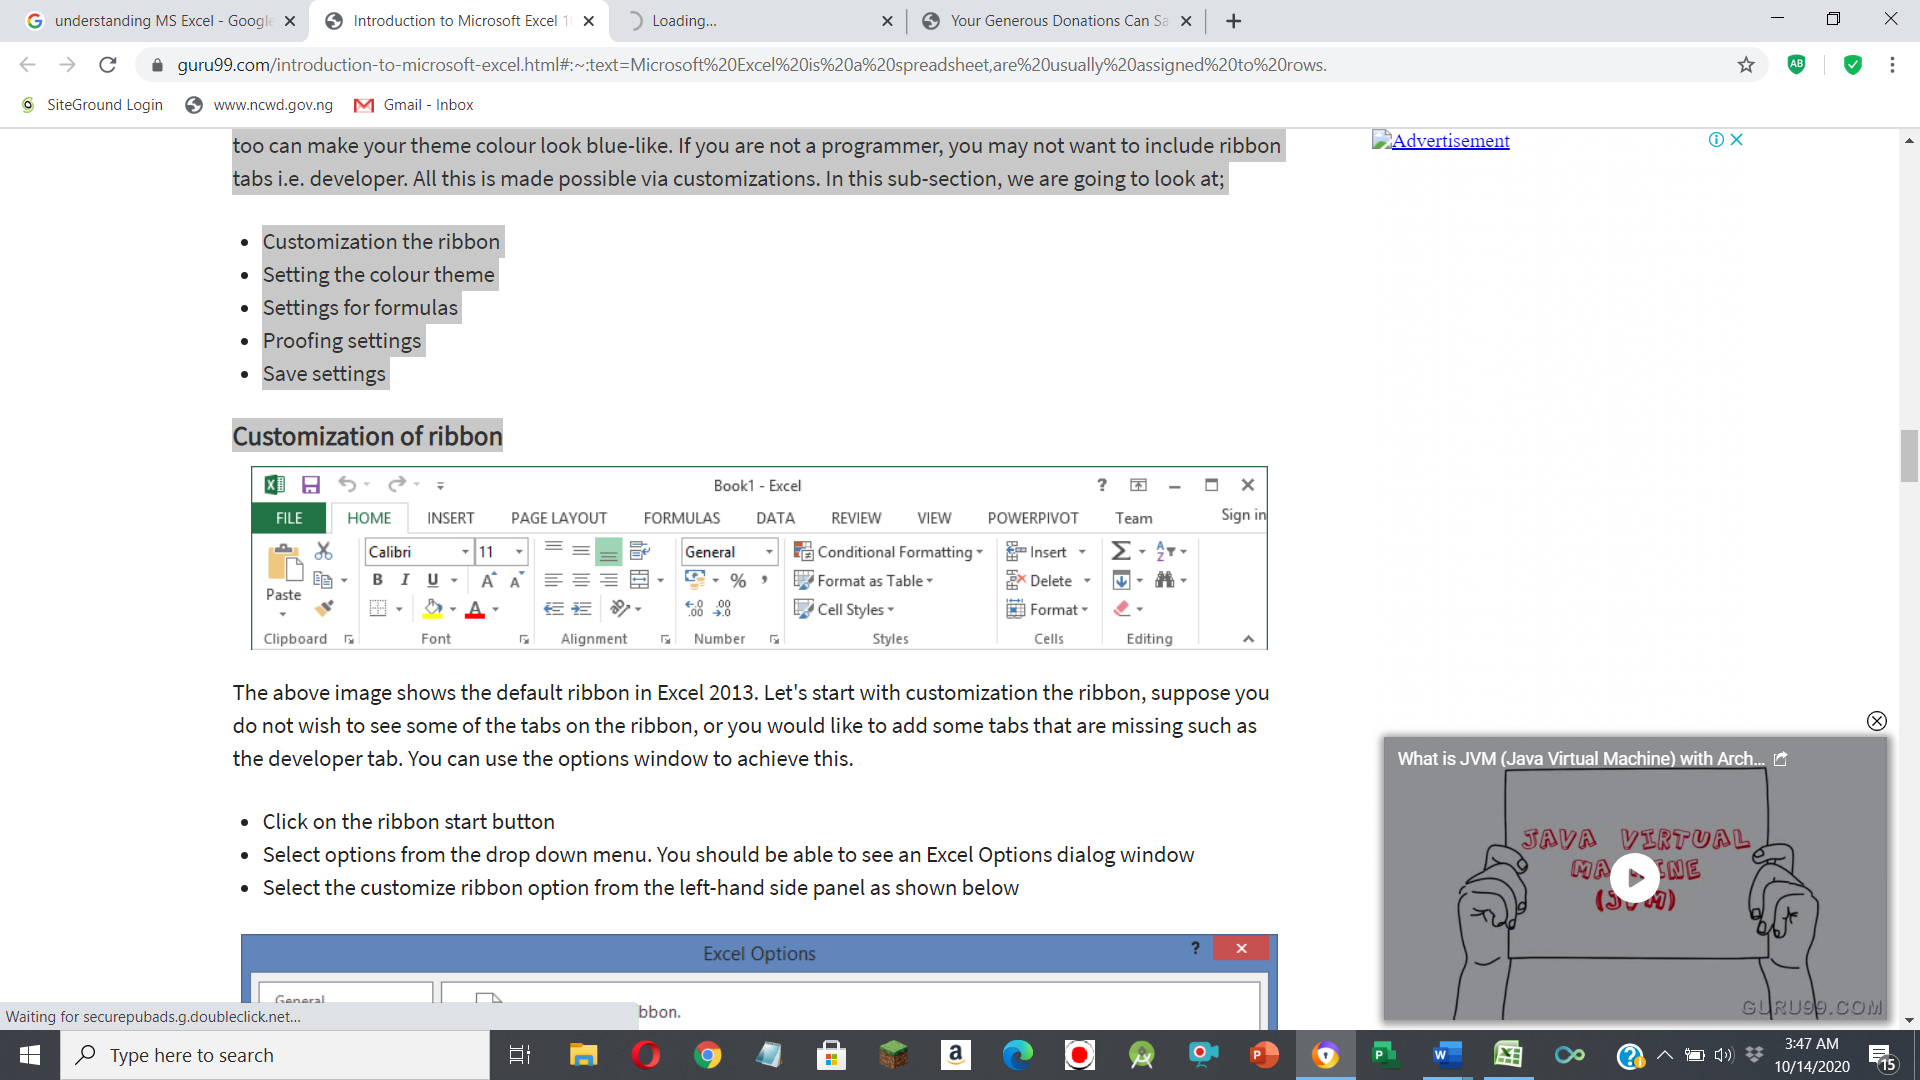 understanding MS Excel - Google
Introduction to Microsoft Excel 1
Loading...
Your Generous Donations Can Sa
guru99.com/introduction-to-microsoft-excel.html#:~:text=Microsoft%20Excel%20is%20a%20spreadsheet,are%20usually%20assigned%20to%20rows.
AB
SiteGround Login
www.ncwd.gov.ng
Gmail - Inbox
too can make your theme colour look blue-like. If you are not a programmer, you may not want to include ribbon
tabs i.e. developer. All this is made possible via customizations. In this sub-section, we are going to look at;
Advertisement
• Customization the ribbon
• Setting the colour theme
• Settings for formulas
• Proofing settings
• Save settings
Customization of ribbon
Book1 - Excel
FILE HOME INSERT PAGE LAYOUT FORMULAS DATA REVIEW VIEW POWERPIVOT Team Sign in
Calibri 11 General Conditional Formatting Insert
Paste B I U A A % , Format as Table Delete
A Cell Styles Format
Clipboard Font Alignment Number Styles Cells Editing
The above image shows the default ribbon in Excel 2013. Let's start with customization the ribbon, suppose you
do not wish to see some of the tabs on the ribbon, or you would like to add some tabs that are missing such as
the developer tab. You can use the options window to achieve this.
• Click on the ribbon start button
• Select options from the drop down menu. You should be able to see an Excel Options dialog window
• Select the customize ribbon option from the left-hand side panel as shown below
Excel Options
General
bbon.
What is JVM (Java Virtual Machine) with Arch...
JAVA VIRTUAL
(JVM)
GURU99.COM
Waiting for securepubads.g.doubleclick.net...
Type here to search
3:47 AM
10/14/2020
15